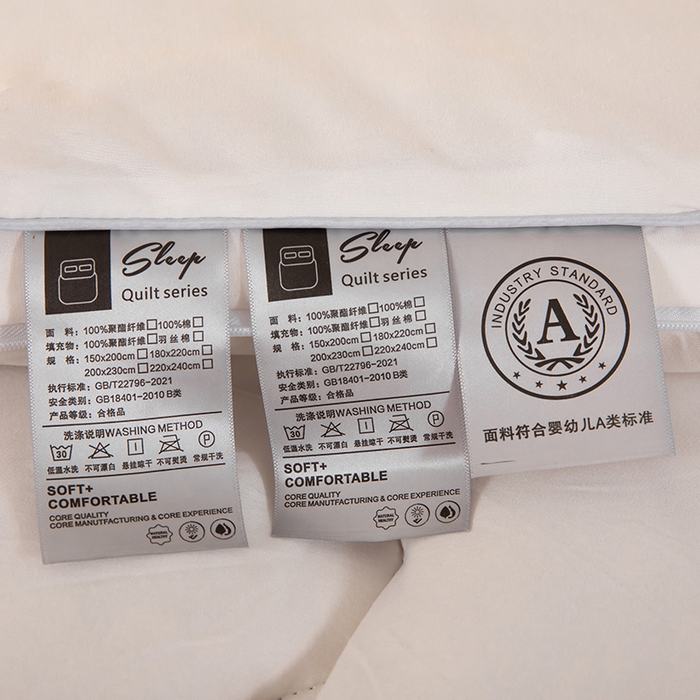 Sleep
Quilt series
面 料：100%聚酯纤维□100%棉□
填充物：100%聚酯纤维□羽丝棉□
规 格：150x200cm□180x220cm□
200x230cm□220x240cm□
执行标准：GB/T22796-2021
安全类别：GB18401-2010 B类
产品等级：合格品
洗涤说明WASHING METHOD
30
P
低温水洗 不可漂白 悬挂晾干 不可熨烫 常规干洗
SOFT+
COMFORTABLE
CORE QUALITY
CORE MANUFACTURING & CORE EXPERIENCE
NATURAL HEALTHY
Sleep
Quilt series
面 料：100%聚酯纤维□100%棉□
填充物：100%聚酯纤维□羽丝棉□
规 格：150x200cm□180x220cm□
200x230cm□220x240cm□
执行标准：GB/T22796-2021
安全类别：GB18401-2010 B类
产品等级：合格品
洗涤说明WASHING METHOD
30
P
低温水洗 不可漂白 悬挂晾干 不可熨烫 常规干洗
SOFT+
COMFORTABLE
CORE QUALITY
CORE MANUFACTURING & CORE EXPERIENCE
NATURAL HEALTHY
INDUSTRY STANDARD
A
面料符合婴幼儿A类标准